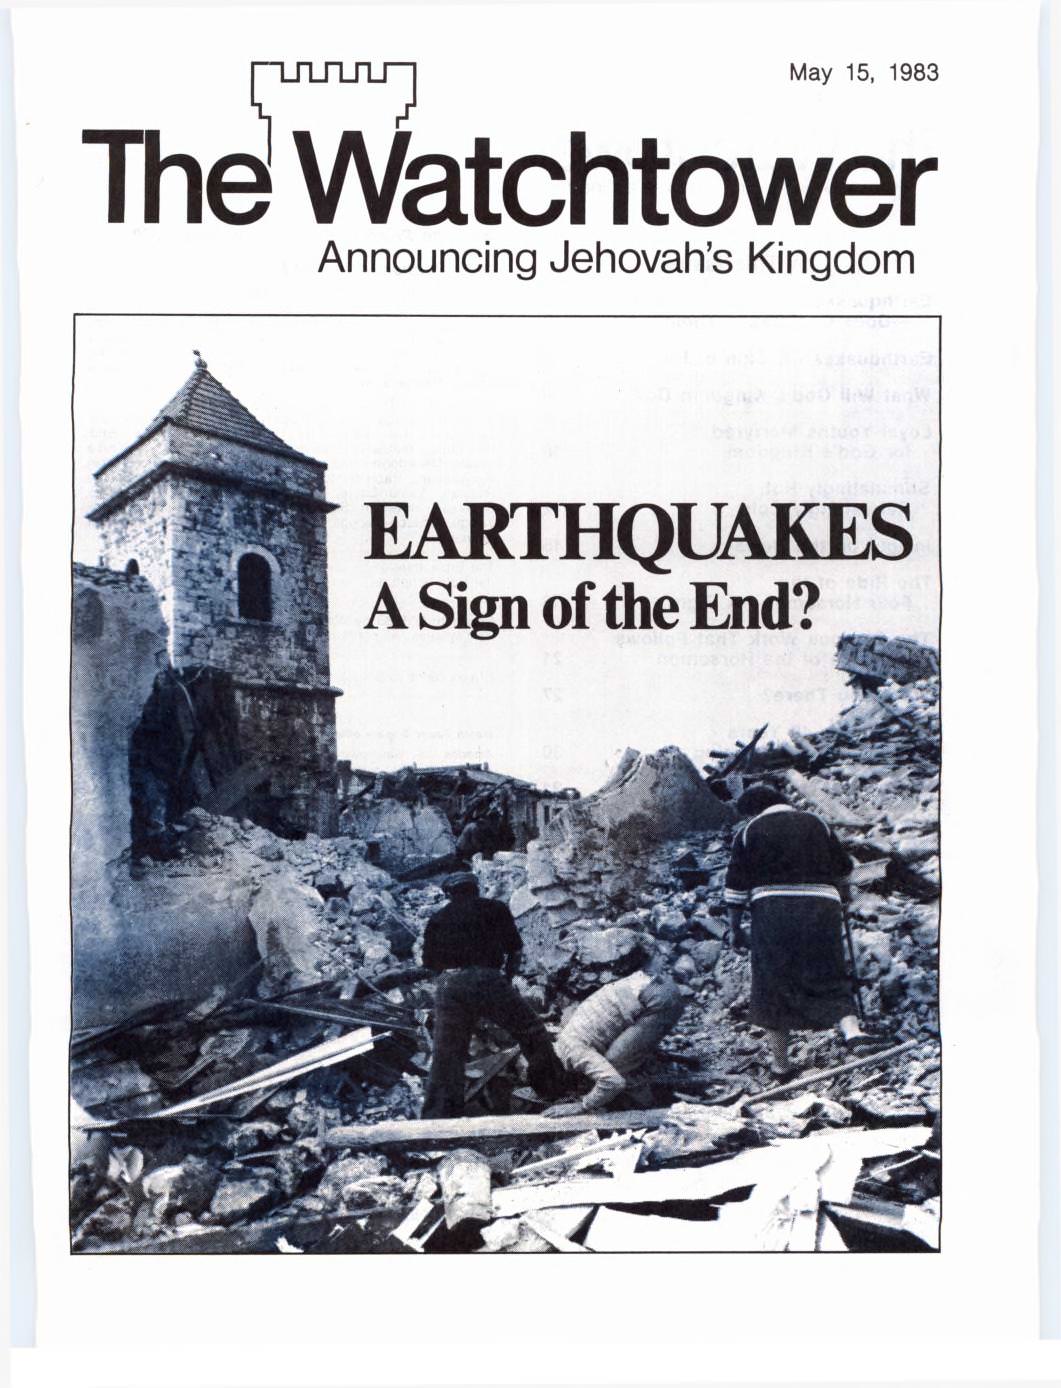 May 15, 1983
The Watchtower
Announcing Jehovah's Kingdom
EARTHQUAKES
A Sign of the End?